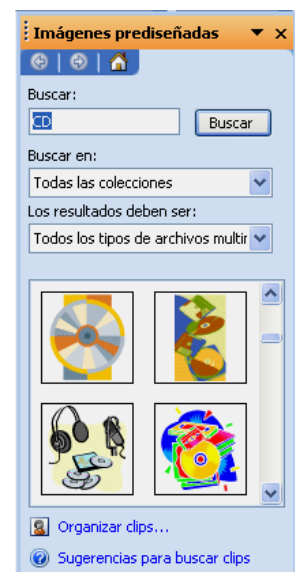 Imágenes prediseñadas
Buscar:
CD
Buscar
Buscar en:
Todas las colecciones
Los resultados deben ser:
Todos los tipos de archivos multir
Organizar clips...
Sugerencias para buscar clips